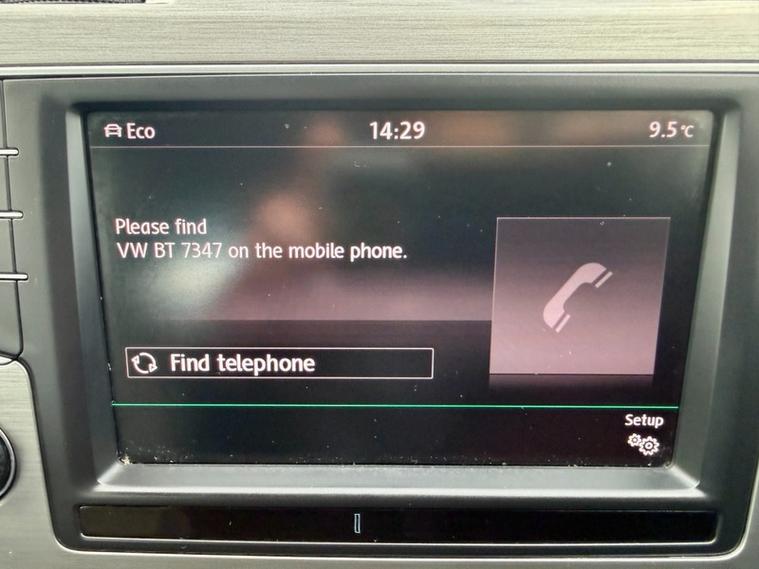 Eco
14:29
9.5°C
Please find
VW BT 7347 on the mobile phone.
Find telephone
Setup